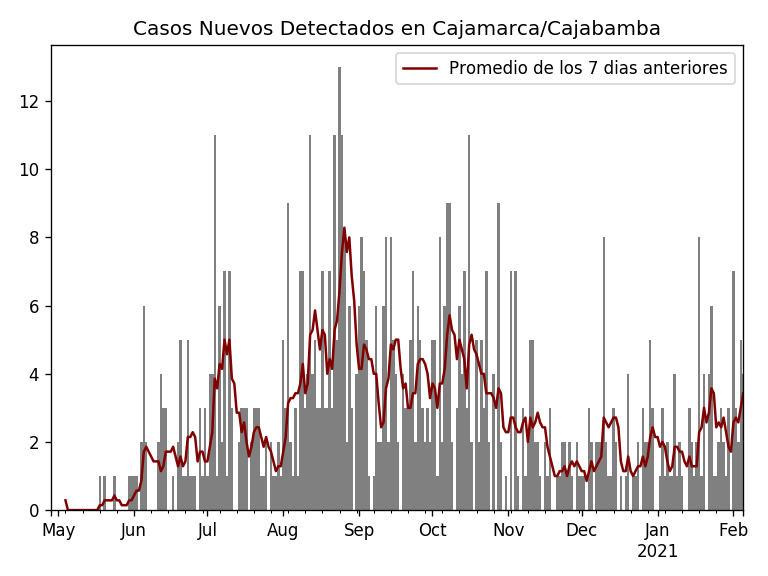 Casos Nuevos Detectados en Cajamarca/Cajabamba
Promedio de los 7 dias anteriores
12
10
8
6
4
2
0
May Jun Jul Aug Sep Oct Nov Dec Jan Feb
2021